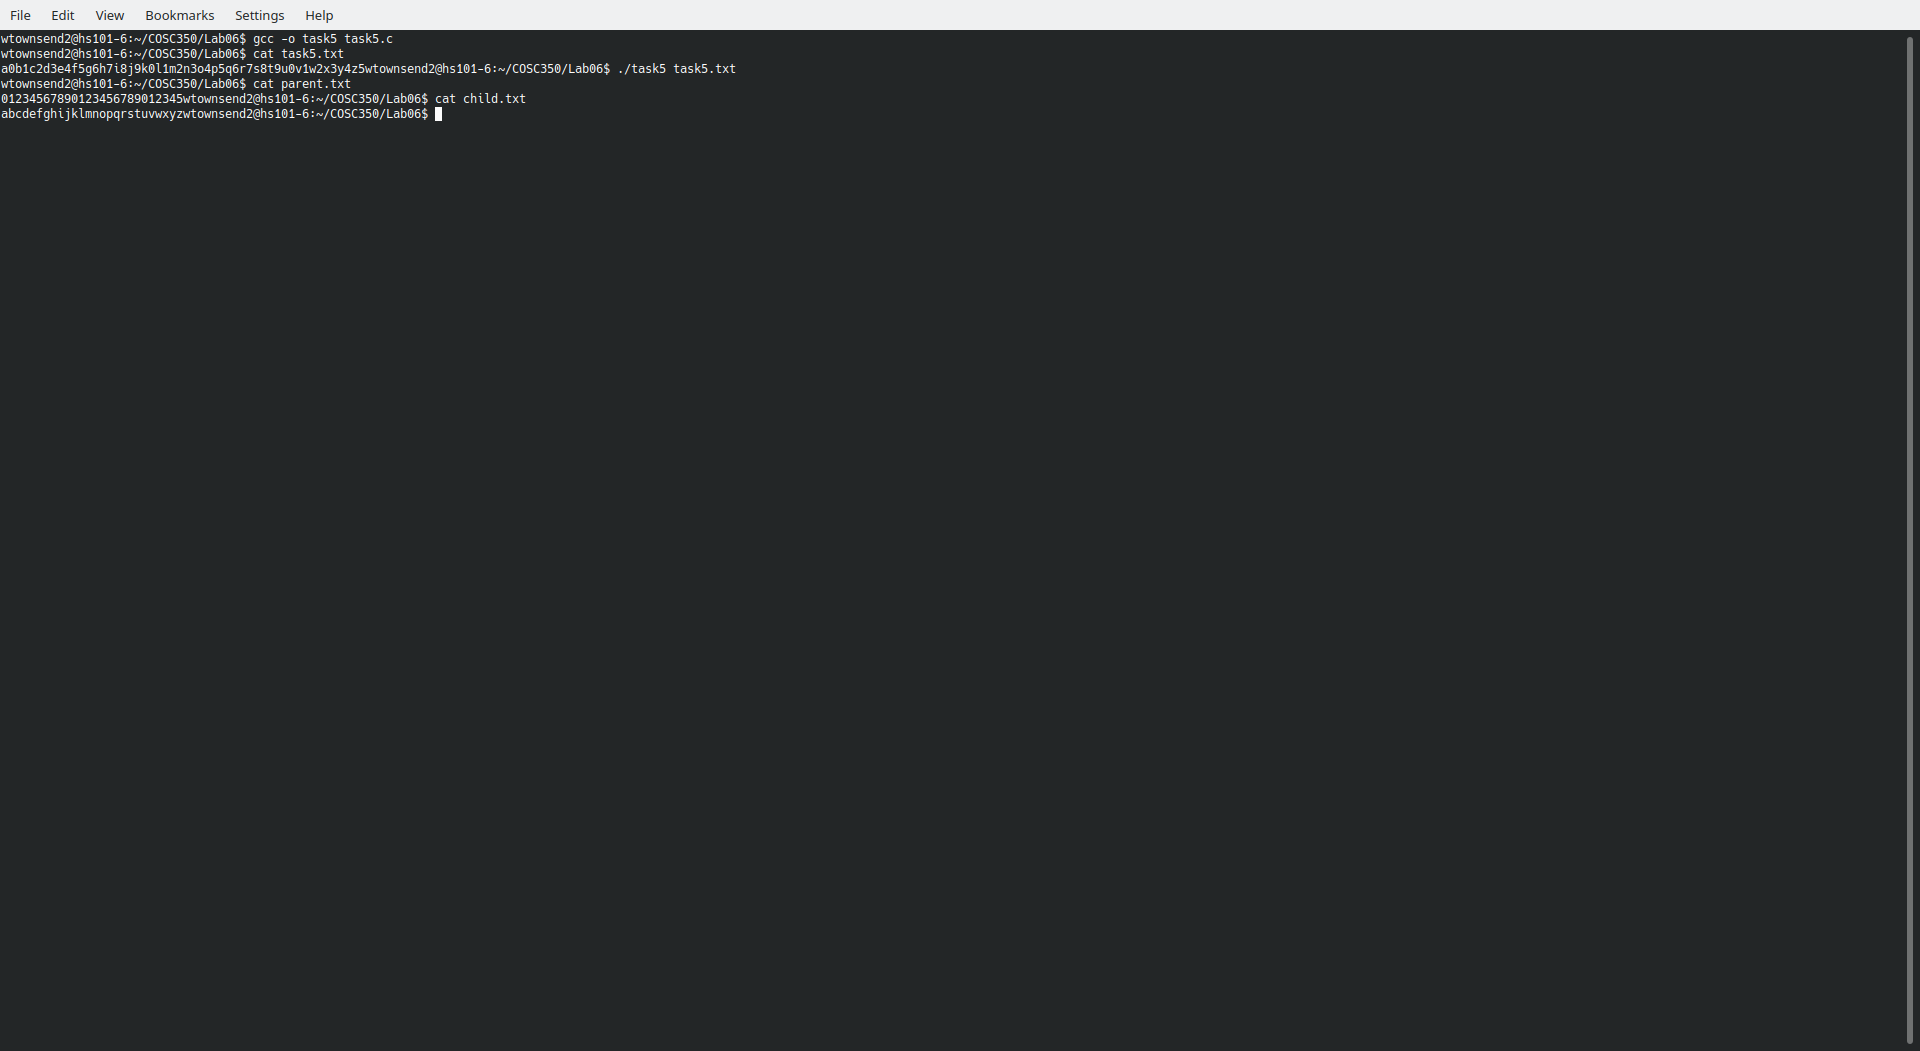 File Edit View Bookmarks Settings Help
wtownsend2@hs101-6:~/COSC350/Lab06$ gcc -o task5 task5.c
wtownsend2@hs101-6:~/COSC350/Lab06$ cat task5.txt
a0b1c2d3e4f5g6h7i8j9k0l1m2n3o4p5q6r7s8t9u0v1w2x3y4z5wtownsend2@hs101-6:~/COSC350/Lab06$ ./task5 task5.txt
wtownsend2@hs101-6:~/COSC350/Lab06$ cat parent.txt
01234567890123456789012345wtownsend2@hs101-6:~/COSC350/Lab06$ cat child.txt
abcdefghijklmnopqrstuvwxyzwtownsend2@hs101-6:~/COSC350/Lab06$